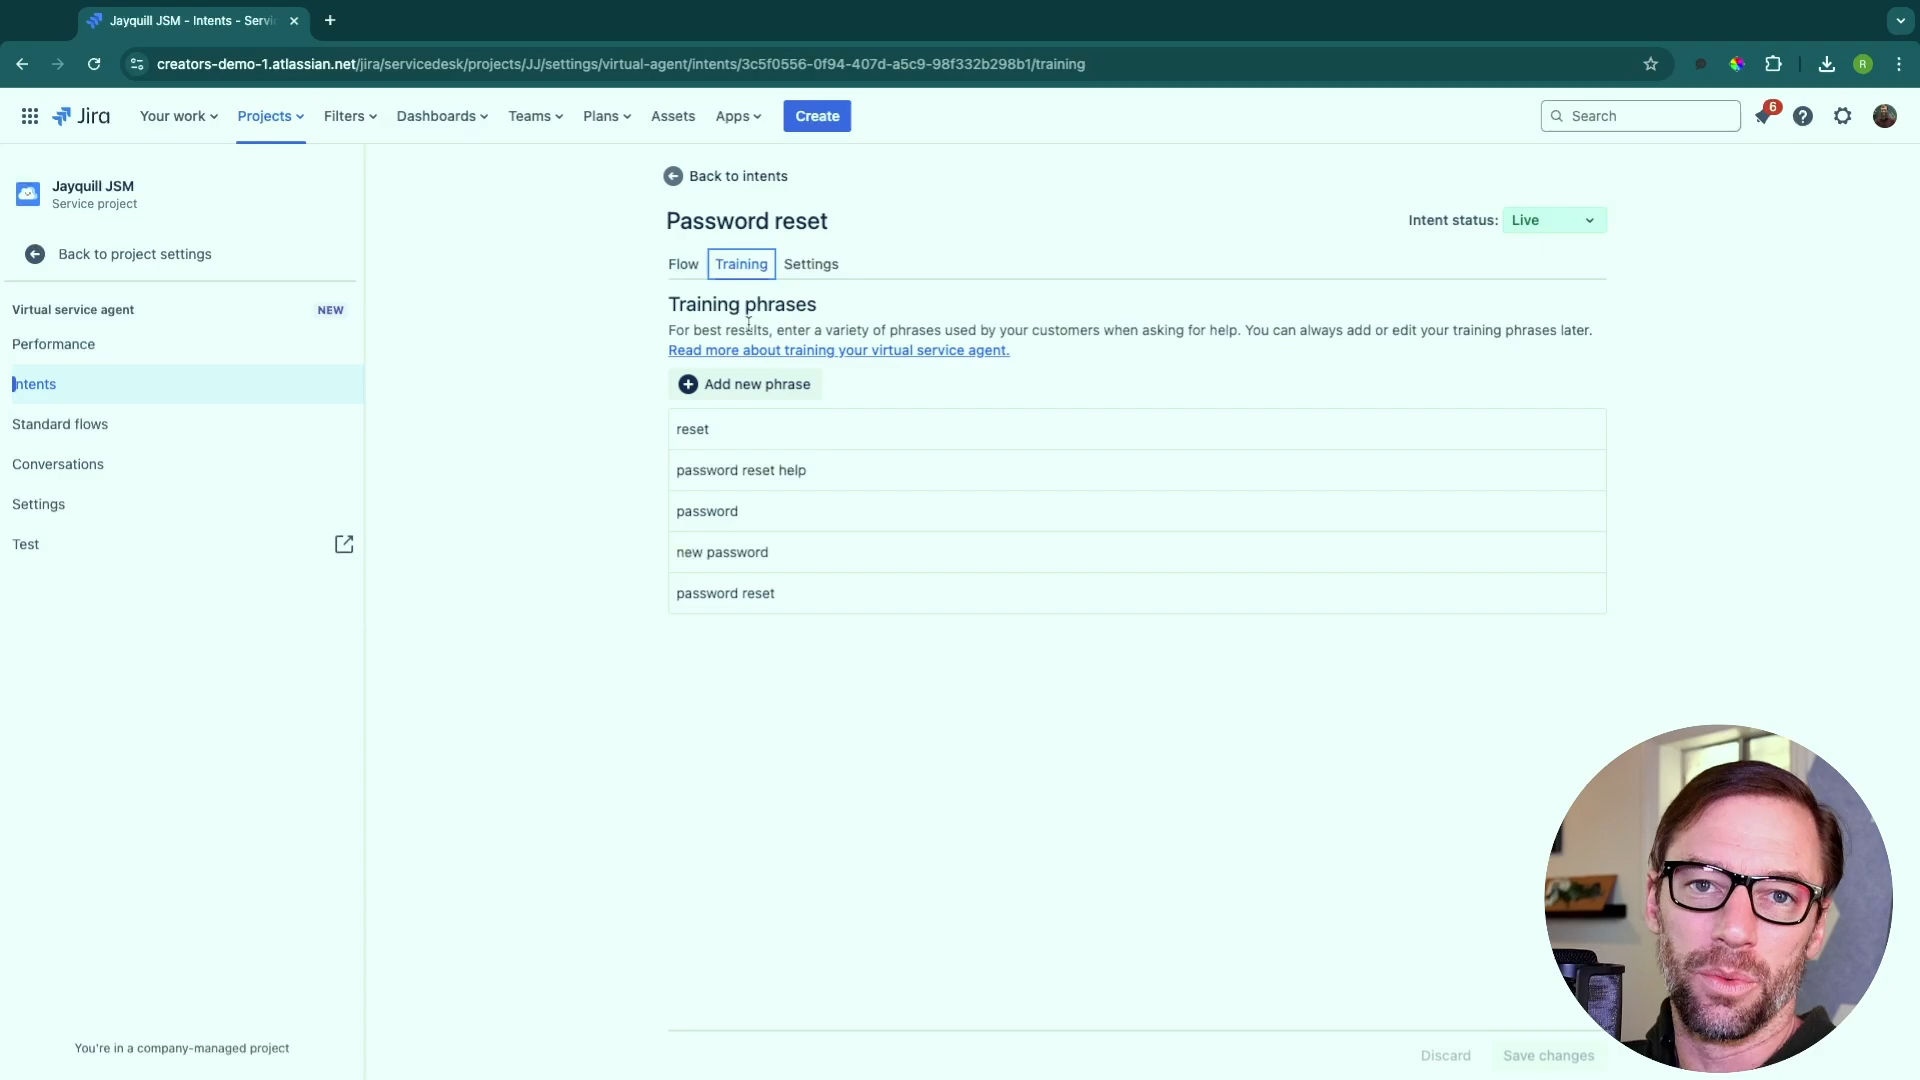 Jayquill JSM - Intents - Servi
creators-demo-1.atlassian.net/jira/servicedesk/projects/JJ/settings/virtual-agent/intents/3c5f0556-0f94-407d-a5c9-98f332b298b1/training
R
Jira
Your work
Projects
Filters
Dashboards
Teams
Plans
Assets
Apps
Create
Search
6
Jayquill JSM
Service project
Back to project settings
Virtual service agent
NEW
Performance
Intents
Standard flows
Conversations
Settings
Test
You're in a company-managed project
Back to intents
Password reset
Intent status:
Live
Flow
Training
Settings
Training phrases
For best results, enter a variety of phrases used by your customers when asking for help. You can always add or edit your training phrases later.
Read more about training your virtual service agent.
Add new phrase
reset
password reset help
password
new password
password reset
Discard
Save changes